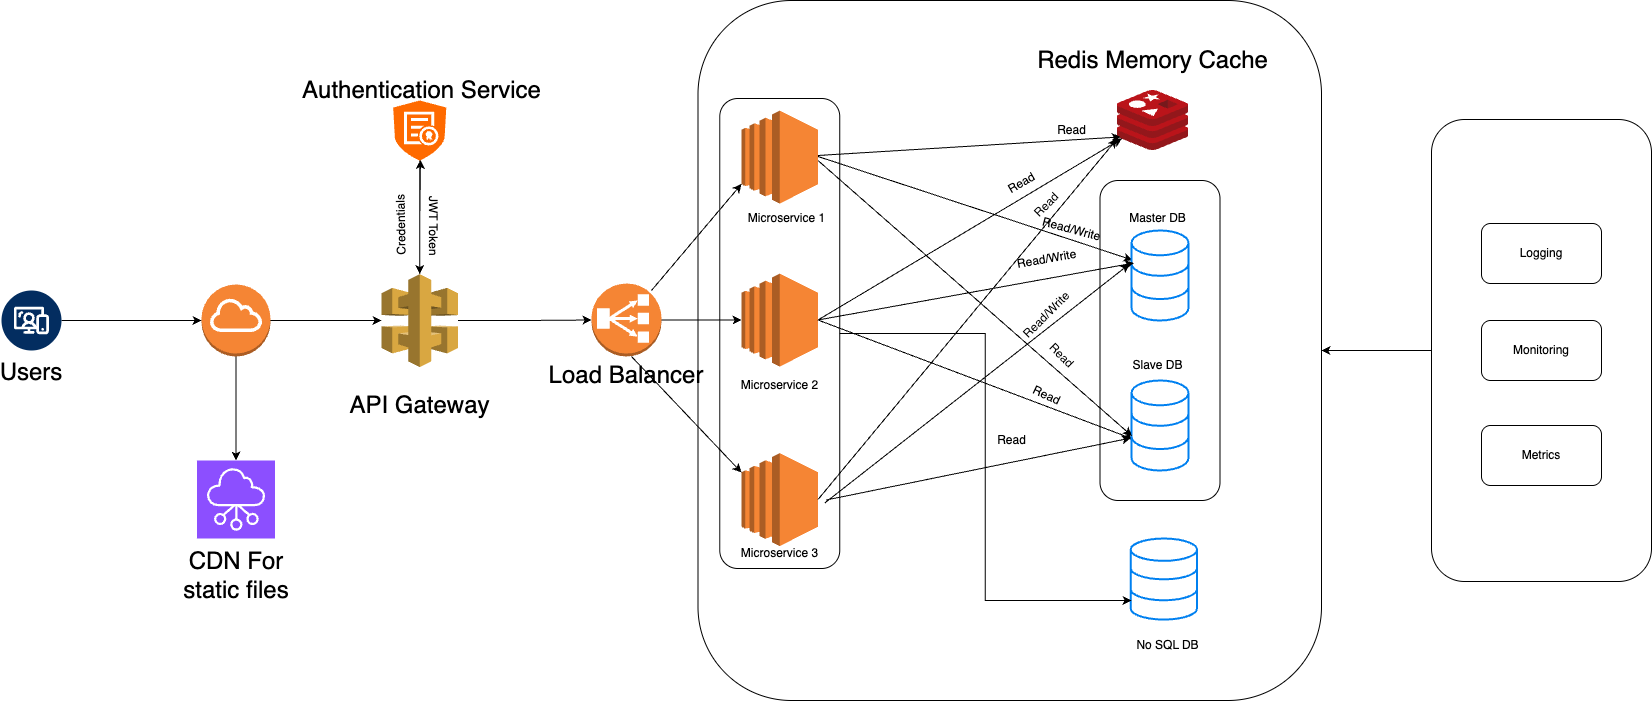 Redis Memory Cache
Authentication Service
Credentials
JWT Token
Users
API Gateway
Load Balancer
CDN For
static files
Microservice 1
Microservice 2
Microservice 3
Read
Read
Read
Read/Write
Read/Write
Read/Write
Read
Read
Read
Master DB
Slave DB
No SQL DB
Logging
Monitoring
Metrics